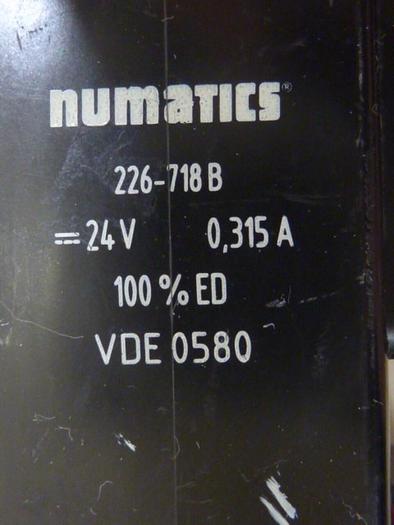 numatics®
226-718 B
⎓ 24 V 0,315 A
100 % ED
VDE 0580